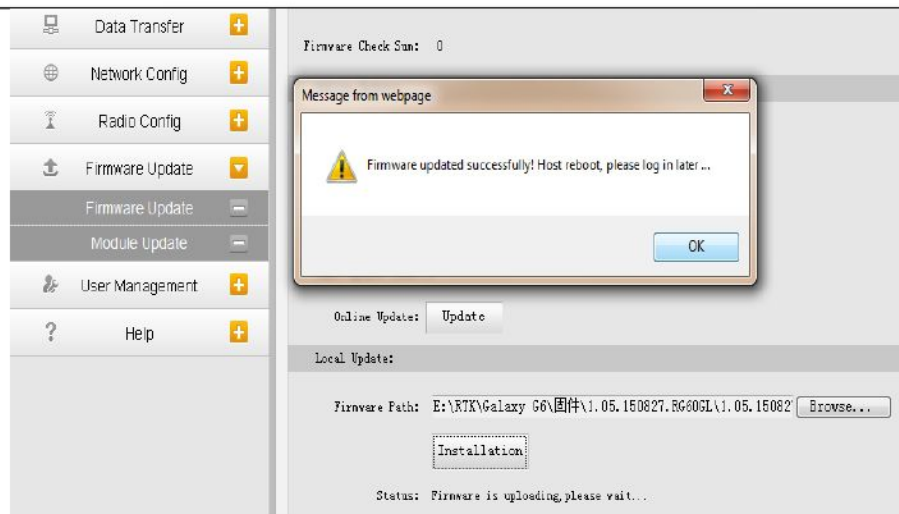 Data Transfer
Network Config
Radio Config
Firmware Update
Firmware Update
Module Update
User Management
? Help
Firmware Check Sum: 0
Message from webpage
Firmware updated successfully! Host reboot, please log in later ...
OK
Online Update: Update
Local Update:
Firmware Path: E:\RTK\Galaxy G6\固件\1.05.150827.RG60GL\1.05.15082 Browse...
Installation
Status: Firmware is uploading,please wait...